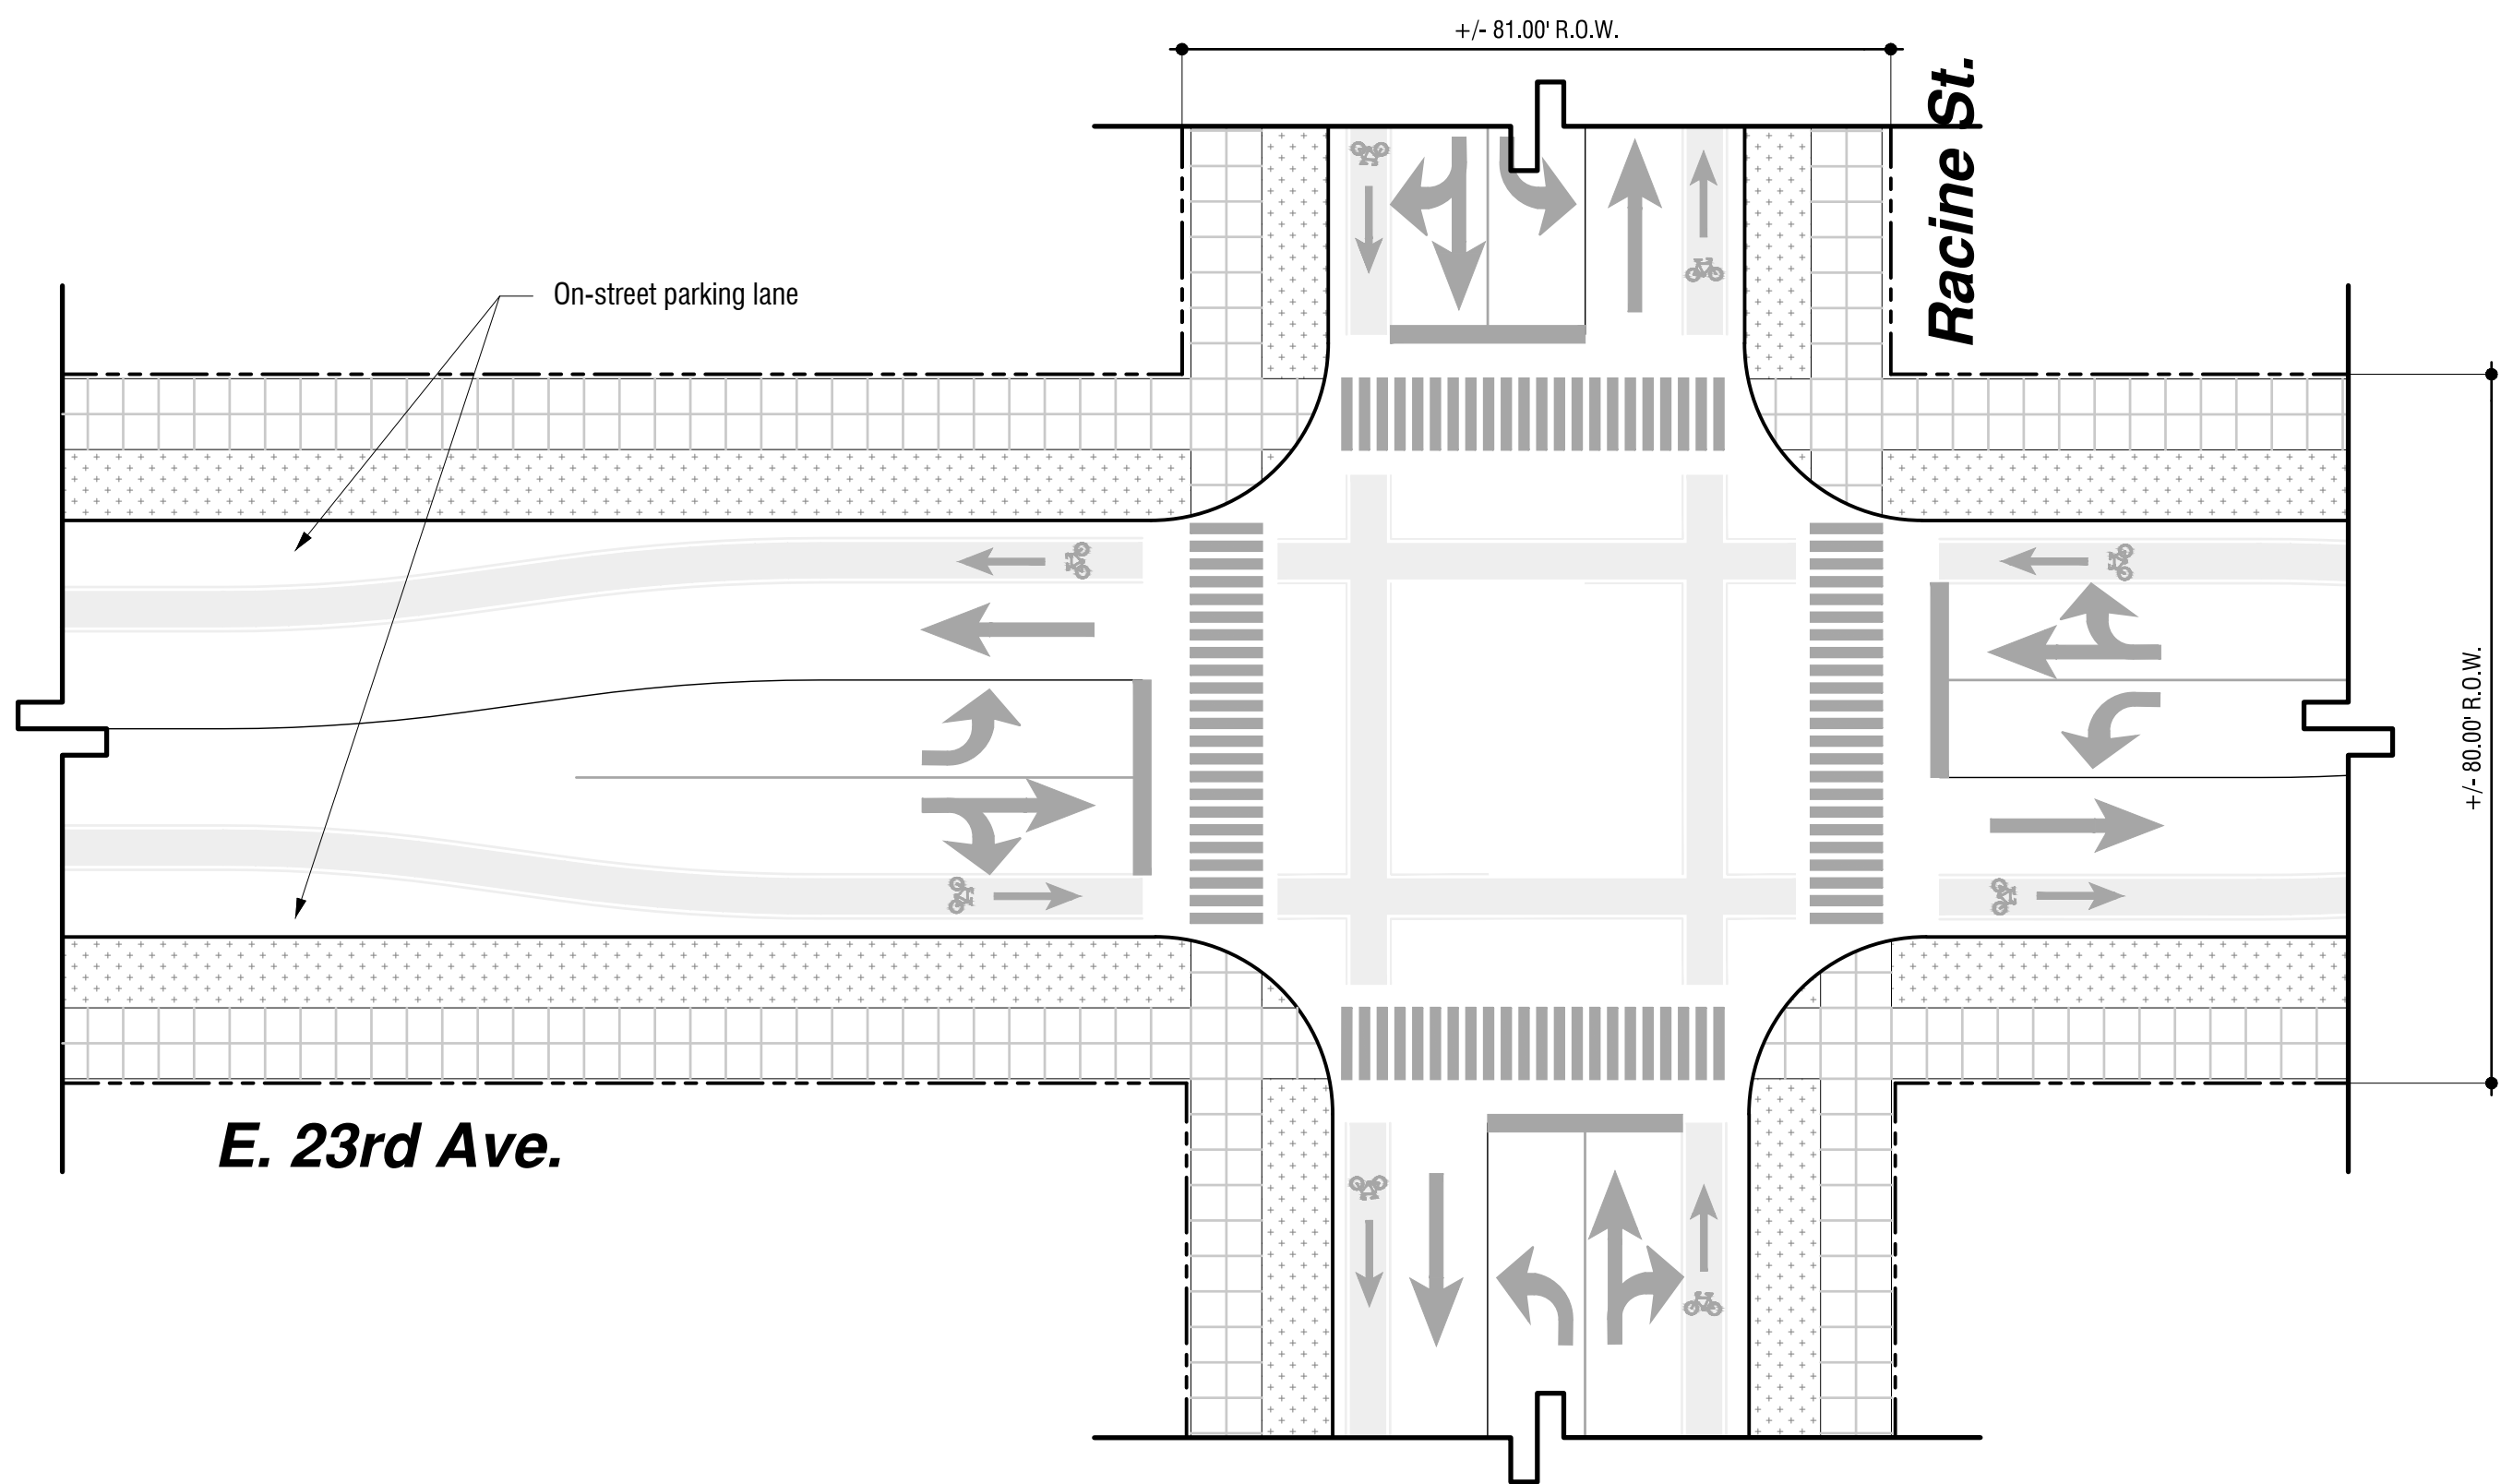 +/- 81.00' R.O.W.
Racine St.
On-street parking lane
+/- 80.00' R.O.W.
E. 23rd Ave.